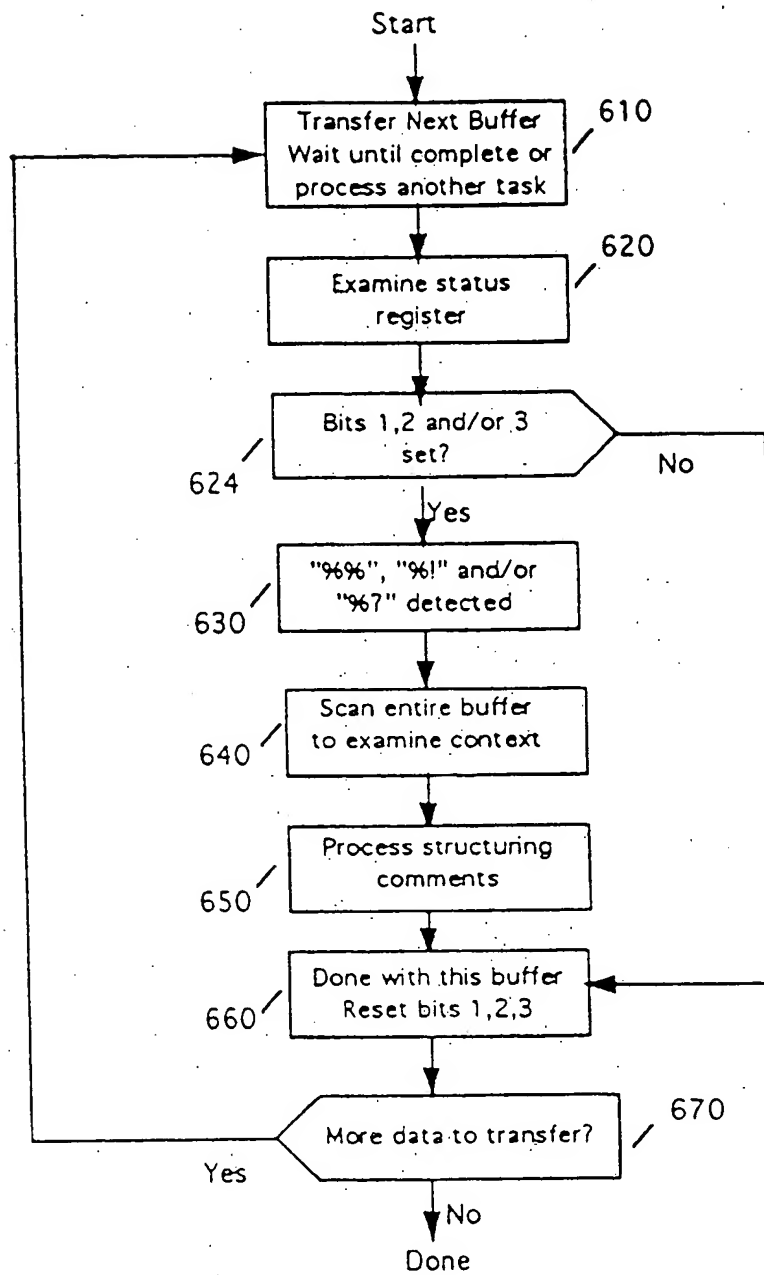 Start
Transfer Next Buffer
Wait until complete or
process another task
610
Examine status
register
620
Bits 1,2 and/or 3
set?
624
No
Yes
"%%", "%!" and/or
"%?" detected
630
Scan entire buffer
to examine context
640
Process structuring
comments
650
Done with this buffer
Reset bits 1,2,3
660
More data to transfer?
670
Yes
No
Done